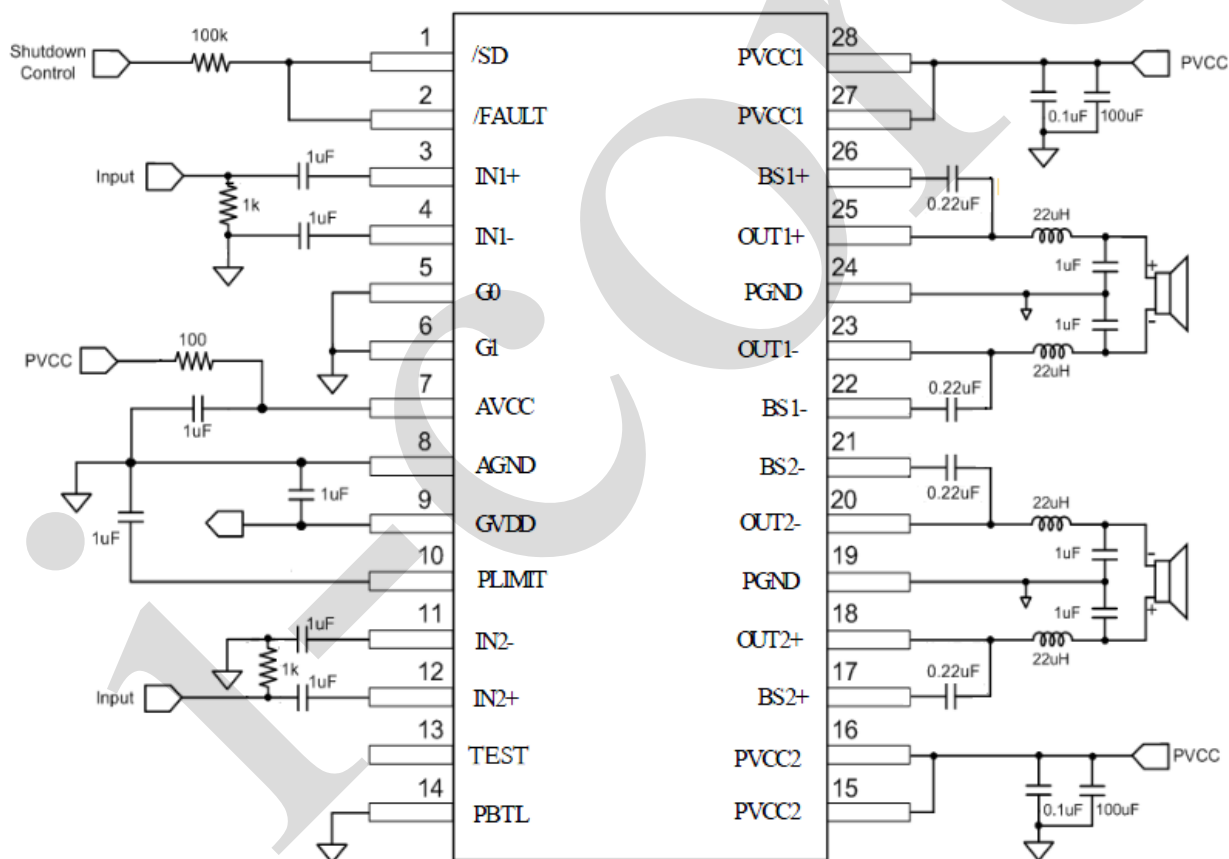 Shutdown
Control
100k
1
/SD
2
/FAULT
Input
1uF
3
IN1+
1k
1uF
4
IN1-
5
G0
6
G1
PVCC
100
7
AVCC
1uF
8
AGND
1uF
9
GVDD
1uF
10
PLIMIT
1uF
11
IN2-
1k
Input
1uF
12
IN2+
13
TEST
14
PBTL
28
PVCC1
PVCC
0.1uF
100uF
27
PVCC1
26
BS1+
0.22uF
25
OUT1+
22uH
1uF
+
24
PGND
1uF
-
23
OUT1-
22uH
22
BS1-
0.22uF
21
BS2-
0.22uF
20
OUT2-
22uH
1uF
-
19
PGND
1uF
+
18
OUT2+
22uH
17
BS2+
0.22uF
16
PVCC2
PVCC
0.1uF
100uF
15
PVCC2